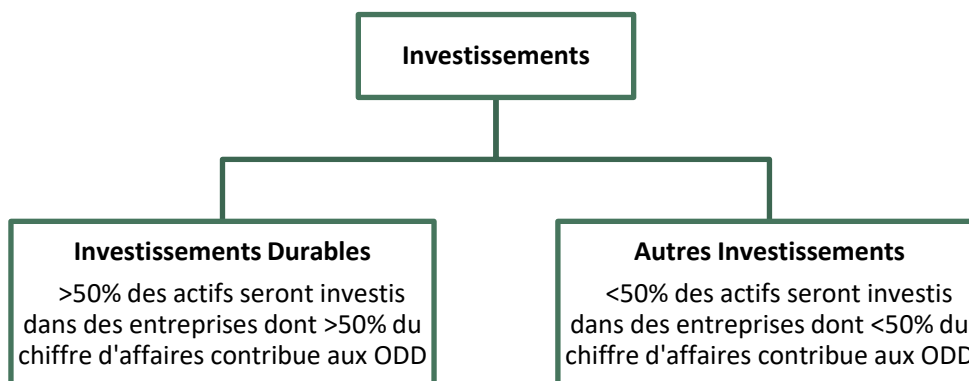 Investissements
Investissements Durables
>50% des actifs seront investis
dans des entreprises dont >50% du
chiffre d'affaires contribue aux ODD
Autres Investissements
<50% des actifs seront investis
dans des entreprises dont <50% du
chiffre d'affaires contribue aux ODD